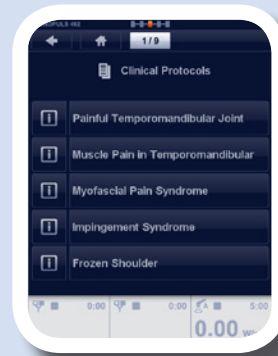 1/9
Clinical Protocols
Painful Temporomandibular Joint
Muscle Pain in Temporomandibular
Myofascial Pain Syndrome
Impingement Syndrome
Frozen Shoulder
0:00 0:00 5:00
0.00